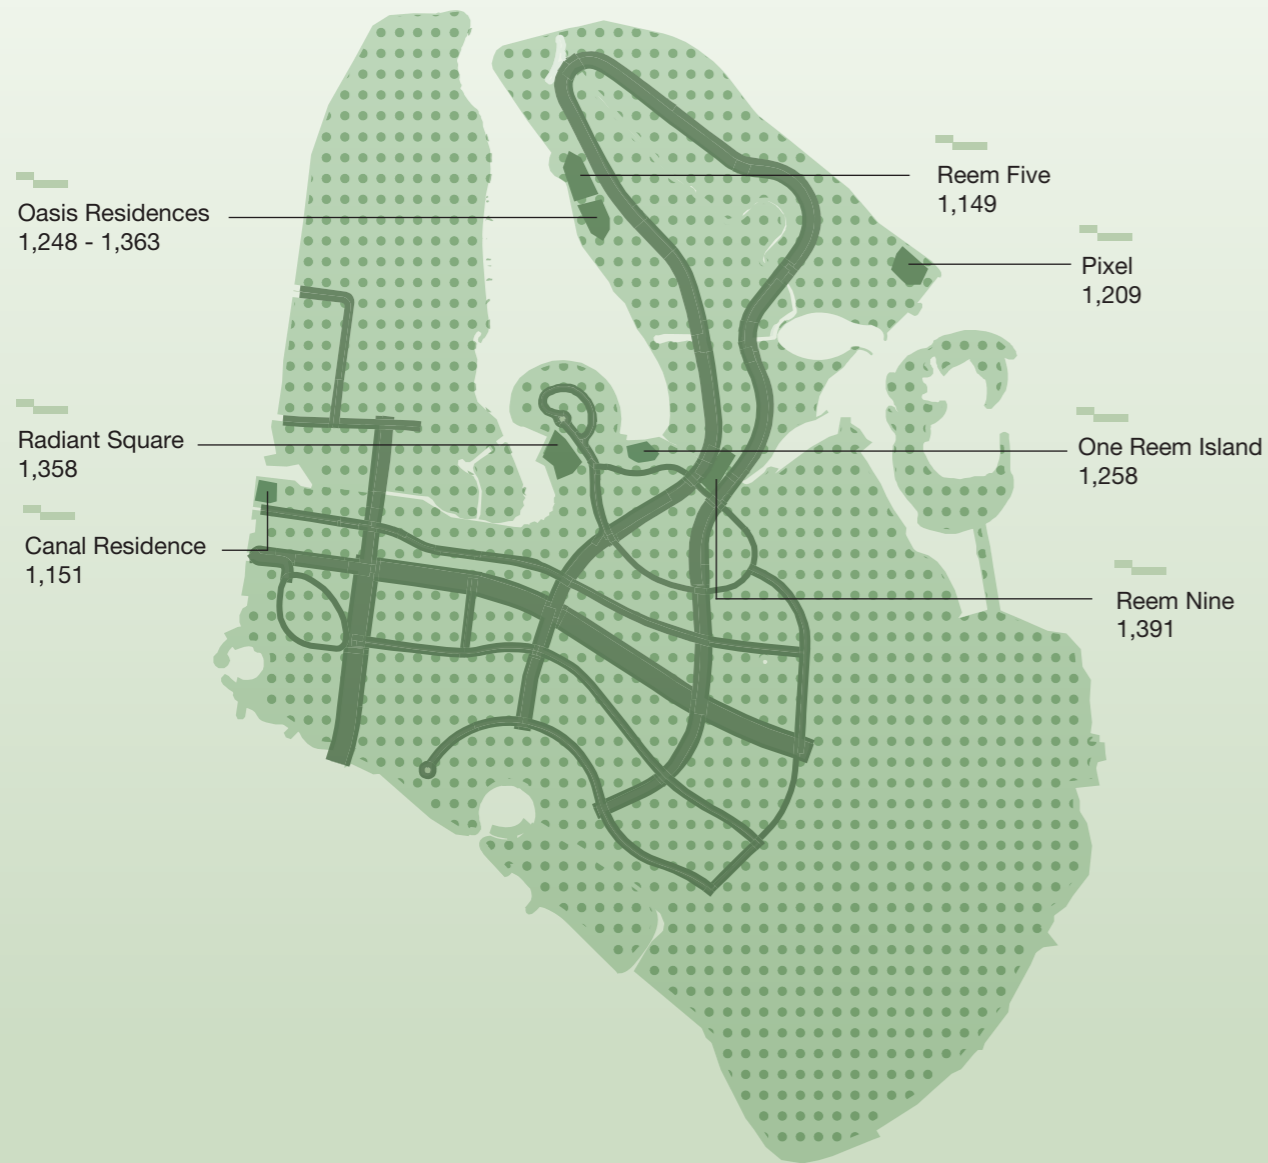 Oasis Residences
1,248 - 1,363
Radiant Square
1,358
Canal Residence
1,151
Reem Five
1,149
Pixel
1,209
One Reem Island
1,258
Reem Nine
1,391